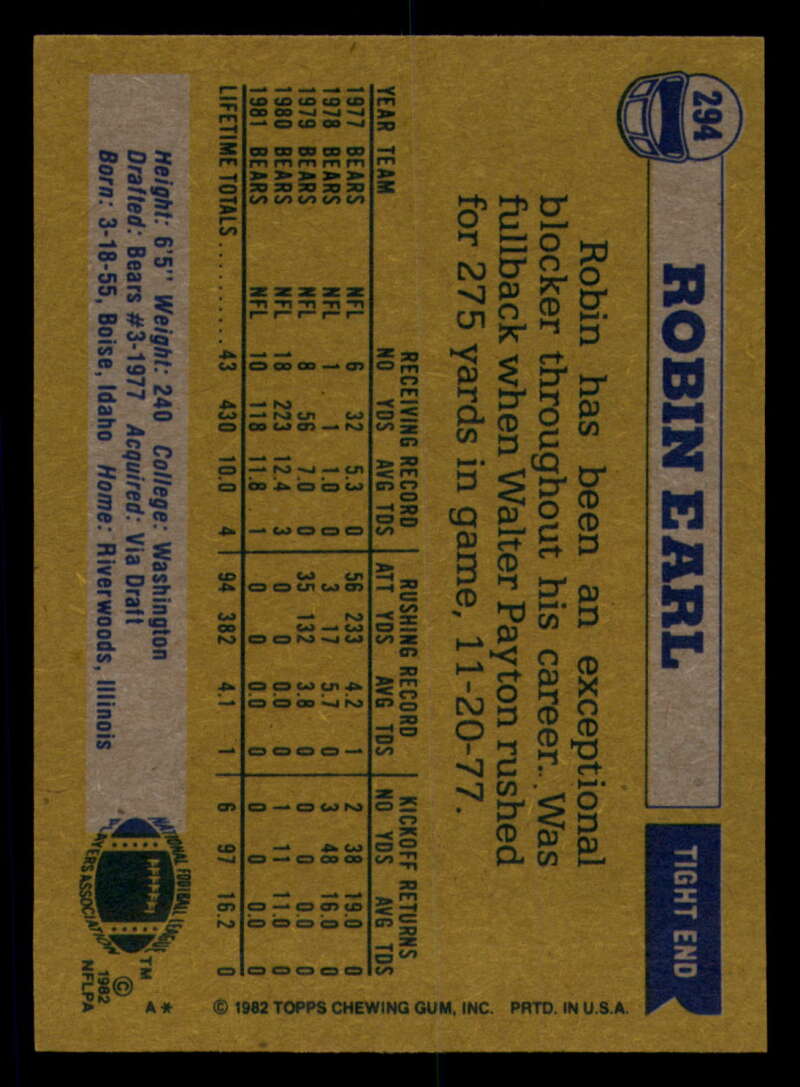 294
ROBIN EARL
TIGHT END
Robin has been an exceptional
blocker throughout his career. Was
fullback when Walter Payton rushed
for 275 yards in game, 11-20-77.
RECEIVING RECORD RUSHING RECORD KICKOFF RETURNS
YEAR TEAM NO YDS AVG TDS ATT YDS AVG TDS NO YDS AVG TDS
1977 BEARS NFL 6 32 5.3 0 56 233 4.2 1 2 38 19.0 0
1978 BEARS NFL 1 1 1.0 0 3 17 5.7 0 3 48 16.0 0
1979 BEARS NFL 8 56 7.0 0 35 132 3.8 0 0 0 0.0 0
1980 BEARS NFL 18 223 12.4 3 0 0 0.0 0 1 11 11.0 0
1981 BEARS NFL 10 118 11.8 1 0 0 0.0 0 0 0 0.0 0
LIFETIME TOTALS .......... 43 430 10.0 4 94 382 4.1 1 6 97 16.2 0
Height: 6'5" Weight: 240 College: Washington
Drafted: Bears #3-1977 Acquired: Via Draft
Born: 3-18-55, Boise, Idaho Home: Riverwoods, Illinois
NATIONAL FOOTBALL LEAGUE
PLAYERS ASSOCIATION
TM
©
1982
NFLPA
A*
© 1982 TOPPS CHEWING GUM, INC. PRTD. IN U.S.A.